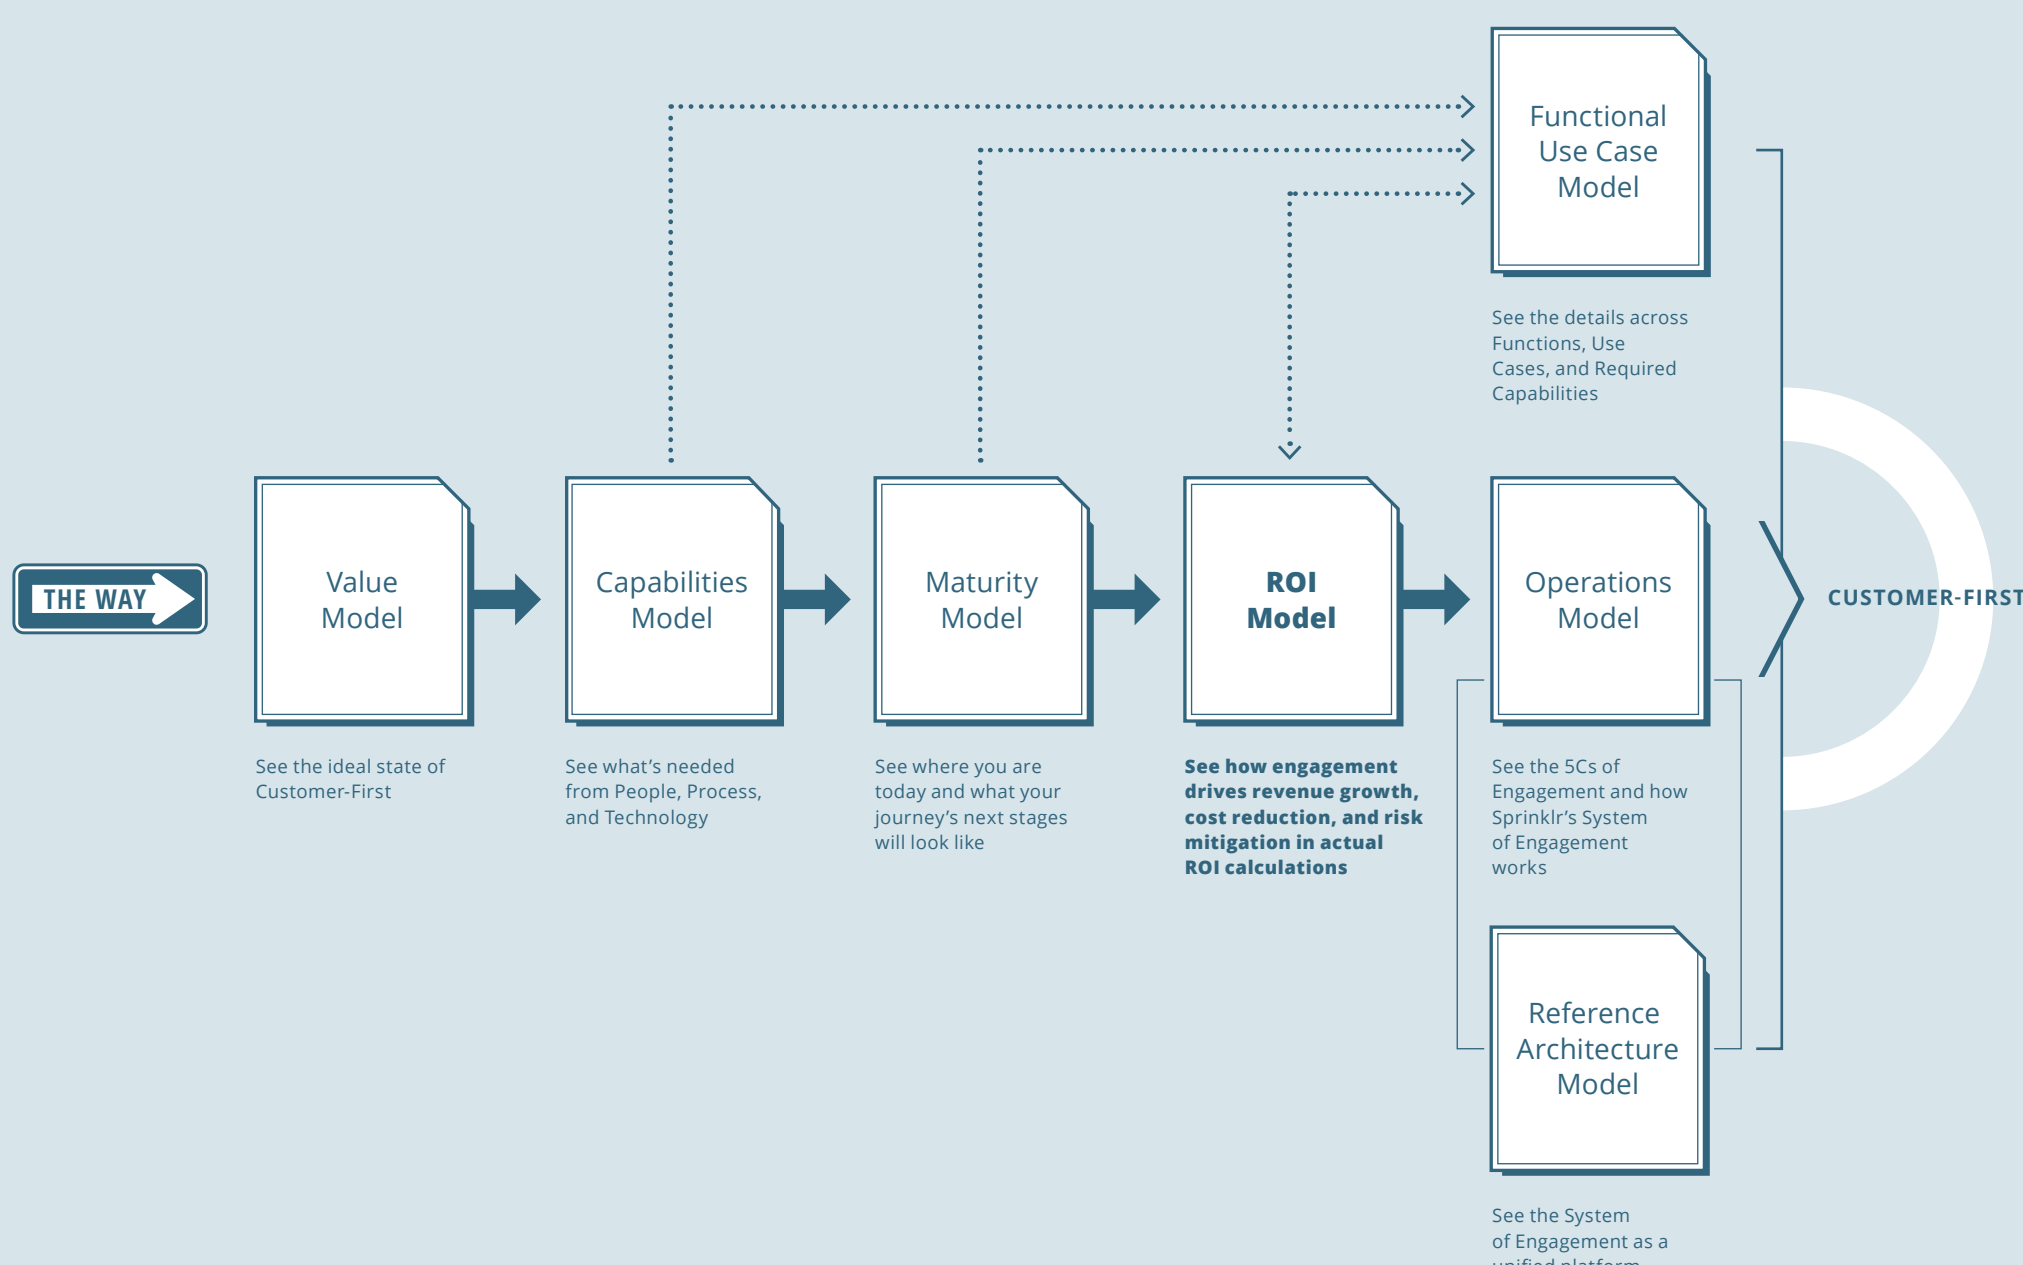 Functional
Use Case
Model
See the details across
Functions, Use
Cases, and Required
Capabilities
THE WAY
Value
Model
See the ideal state of
Customer-First
Capabilities
Model
See what’s needed
from People, Process,
and Technology
Maturity
Model
See where you are
today and what your
journey’s next stages
will look like
ROI
Model
See how engagement
drives revenue growth,
cost reduction, and risk
mitigation in actual
ROI calculations
Operations
Model
See the 5Cs of
Engagement and how
Sprinklr’s System
of Engagement
works
CUSTOMER-FIRST
Reference
Architecture
Model
See the System
of Engagement as a
unified platform